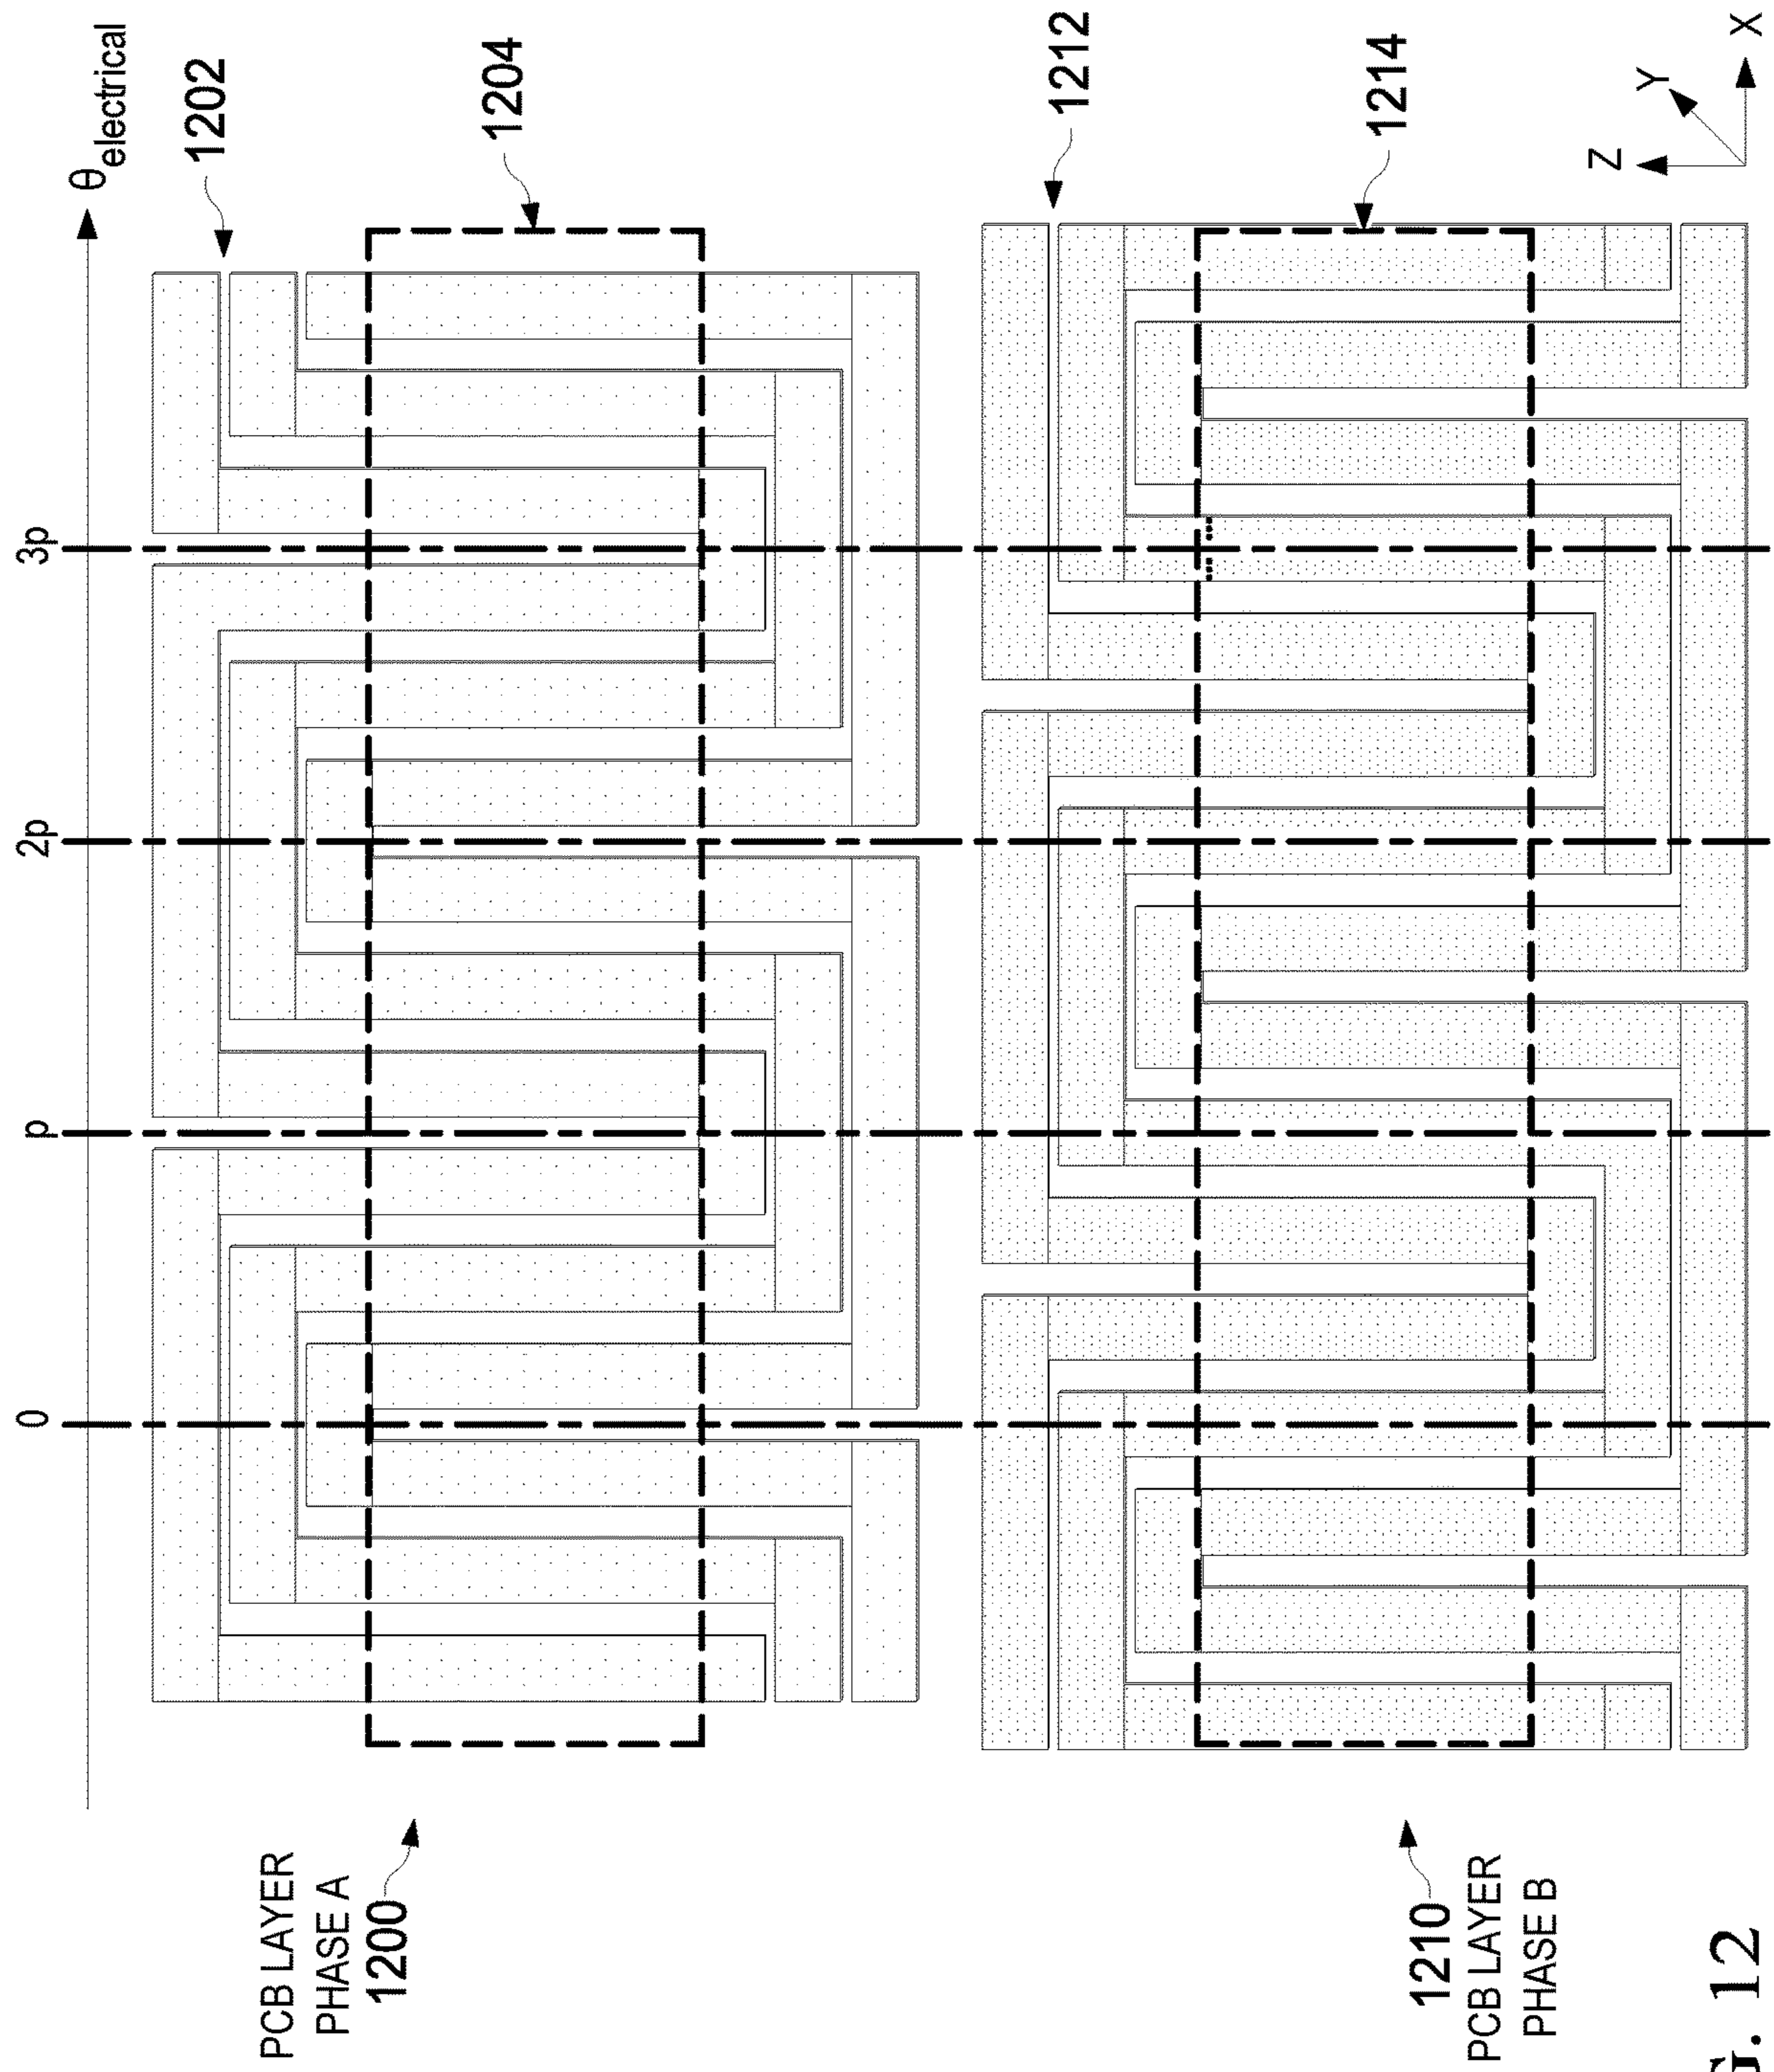 θelectrical
0
p
2p
3p
1202
1204
PCB LAYER
PHASE A
1200
1212
1214
1210
PCB LAYER
PHASE B
Z
Y
X
G. 12